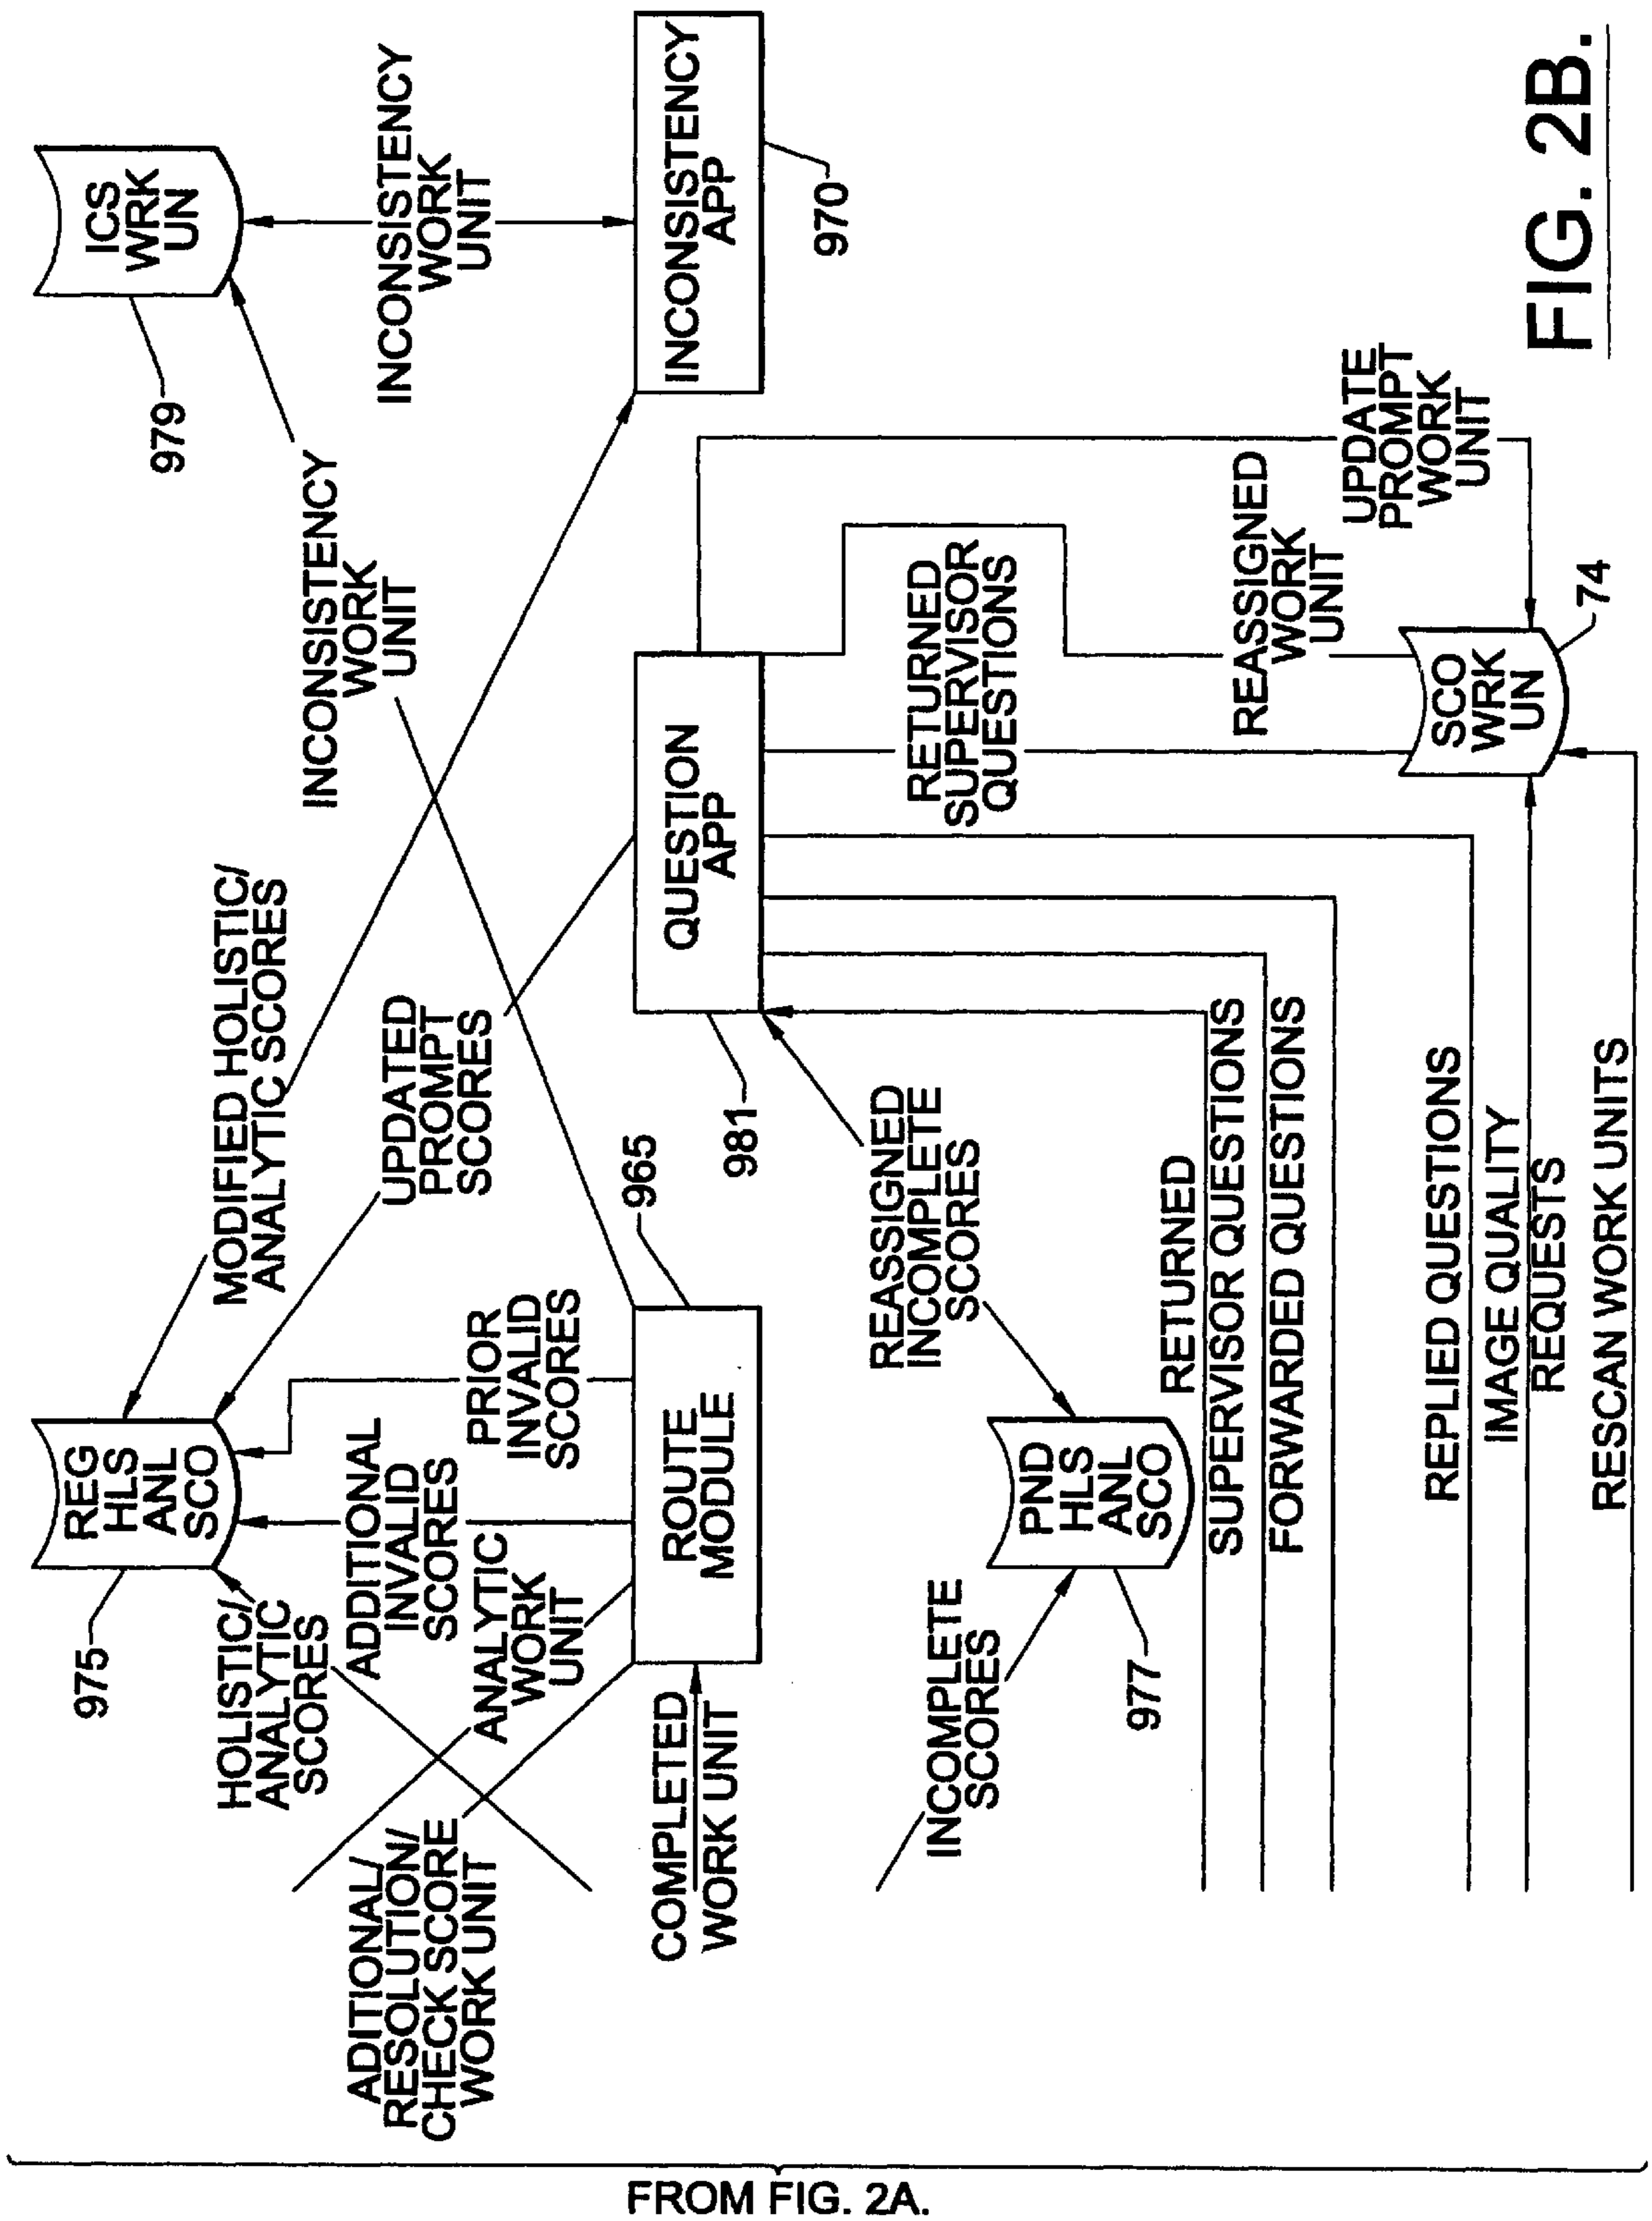 FROM FIG. 2A.
ADITIONAL/
RESOLUTION/
CHECK SCORE
WORK UNIT
HOLISTIC/
ANALYTIC
SCORES
975
REG
HLS
ANL
SCO
ADDITIONAL
INVALID
SCORES
ANALYTIC
WORK
UNIT
PRIOR
INVALID
SCORES
MODIFIED HOLISTIC/
ANALYTIC SCORES
UPDATED
PROMPT
SCORES
INCONSISTENCY
WORK
UNIT
979
ICS
WRK
UN
INCONSISTENCY
WORK
UNIT
COMPLETED
WORK UNIT
ROUTE
MODULE
965
QUESTION
APP
981
INCONSISTENCY
APP
970
INCOMPLETE
SCORES
977
PND
HLS
ANL
SCO
REASSIGNED
INCOMPLETE
SCORES
RETURNED
SUPERVISOR
QUESTIONS
REASSIGNED
WORK
UNIT
UPDATE
PROMPT
WORK
UNIT
RETURNED
SUPERVISOR QUESTIONS
FORWARDED QUESTIONS
REPLIED QUESTIONS
IMAGE QUALITY
REQUESTS
RESCAN WORK UNITS
SCO
WRK
UN
74
FIG. 2B.